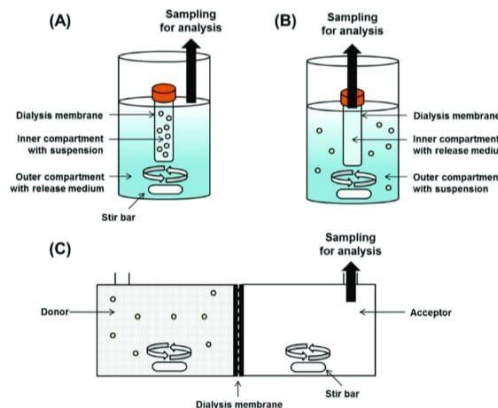 (A)
Sampling
for analysis
Dialysis membrane
Inner compartment
with suspension
Outer compartment
with release medium
Stir bar
(B)
Sampling
for analysis
Dialysis membrane
Inner compartment
with release medium
Outer compartment
with suspension
(C)
Sampling
for analysis
Donor
Acceptor
Stir bar
Dialysis membrane